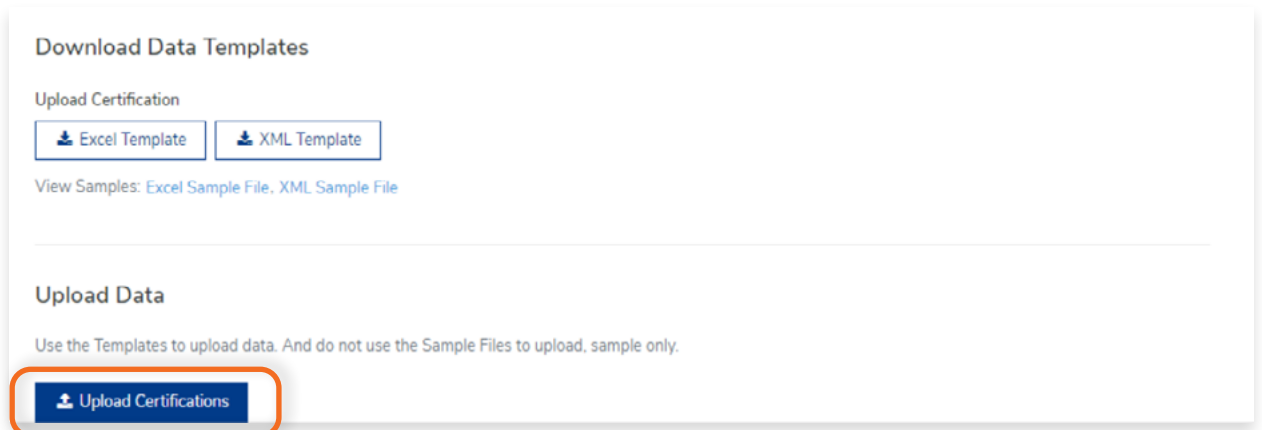 Download Data Templates
Upload Certification
Excel Template XML Template
View Samples: Excel Sample File, XML Sample File
Upload Data
Use the Templates to upload data. And do not use the Sample Files to upload, sample only.
Upload Certifications